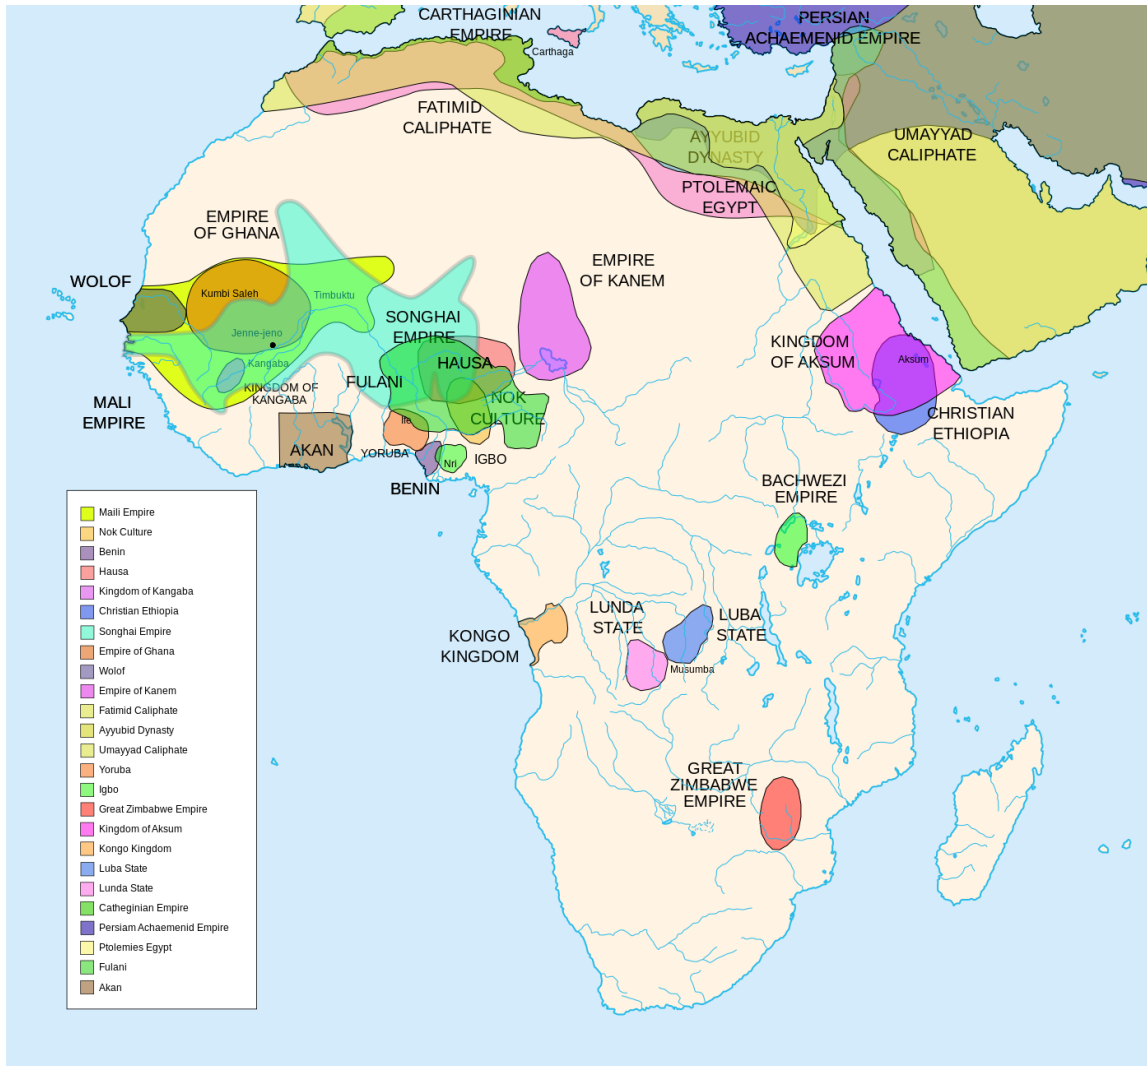 CARTHAGINIAN
EMPIRE
Carthaga
PERSIAN
ACHAEMENID EMPIRE
FATIMID
CALIPHATE
AYYUBID
DYNASTY
UMAYYAD
CALIPHATE
PTOLEMAIC
EGYPT
EMPIRE
OF GHANA
WOLOF
Kumbi Saleh
Timbuktu
EMPIRE
OF KANEM
SONGHAI
EMPIRE
Jenne-jeno
Kangaba
KINGDOM OF
KANGABA
HAUSA
FULANI
NOK
CULTURE
KINGDOM
OF AKSUM
Aksum
CHRISTIAN
ETHIOPIA
MALI
EMPIRE
AKAN
Ife
YORUBA
Nri
IGBO
BENIN
BACHWEZI
EMPIRE
LUNDA
STATE
LUBA
STATE
KONGO
KINGDOM
Musumba
GREAT
ZIMBABWE
EMPIRE
Maili Empire
Nok Culture
Benin
Hausa
Kingdom of Kangaba
Christian Ethiopia
Songhai Empire
Empire of Ghana
Wolof
Empire of Kanem
Fatimid Caliphate
Ayyubid Dynasty
Umayyad Caliphate
Yoruba
Igbo
Great Zimbabwe Empire
Kingdom of Aksum
Kongo Kingdom
Luba State
Lunda State
Catheginian Empire
Persiam Achaemenid Empire
Ptolemies Egypt
Fulani
Akan